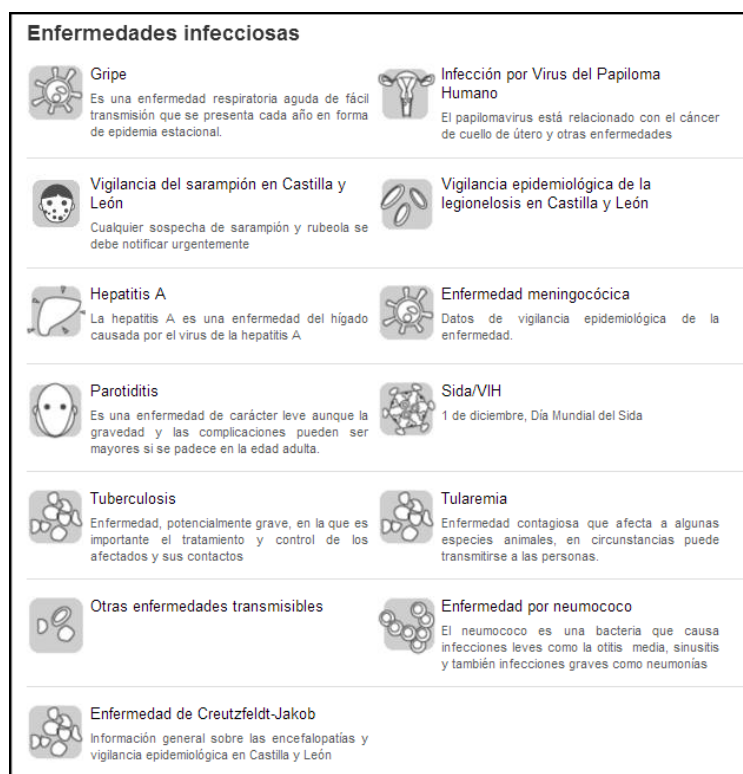 Enfermedades infecciosas
Gripe
Es una enfermedad respiratoria aguda de fácil
transmisión que se presenta cada año en forma
de epidemia estacional.
Infección por Virus del Papiloma
Humano
El papilomavirus está relacionado con el cáncer
de cuello de útero y otras enfermedades
Vigilancia del sarampión en Castilla y
León
Cualquier sospecha de sarampión y rubeola se
debe notificar urgentemente
Vigilancia epidemiológica de la
legionelosis en Castilla y León
Hepatitis A
La hepatitis A es una enfermedad del hígado
causada por el virus de la hepatitis A
Enfermedad meningocócica
Datos de vigilancia epidemiológica de la
enfermedad.
Parotiditis
Es una enfermedad de carácter leve aunque la
gravedad y las complicaciones pueden ser
mayores si se padece en la edad adulta.
Sida/VIH
1 de diciembre, Día Mundial del Sida
Tuberculosis
Enfermedad, potencialmente grave, en la que es
importante el tratamiento y control de los
afectados y sus contactos
Tularemia
Enfermedad contagiosa que afecta a algunas
especies animales, en circunstancias puede
transmitirse a las personas.
Otras enfermedades transmisibles
Enfermedad por neumococo
El neumococo es una bacteria que causa
infecciones leves como la otitis media, sinusitis
y también infecciones graves como neumonías
Enfermedad de Creutzfeldt-Jakob
Información general sobre las encefalopatías y
vigilancia epidemiológica en Castilla y León